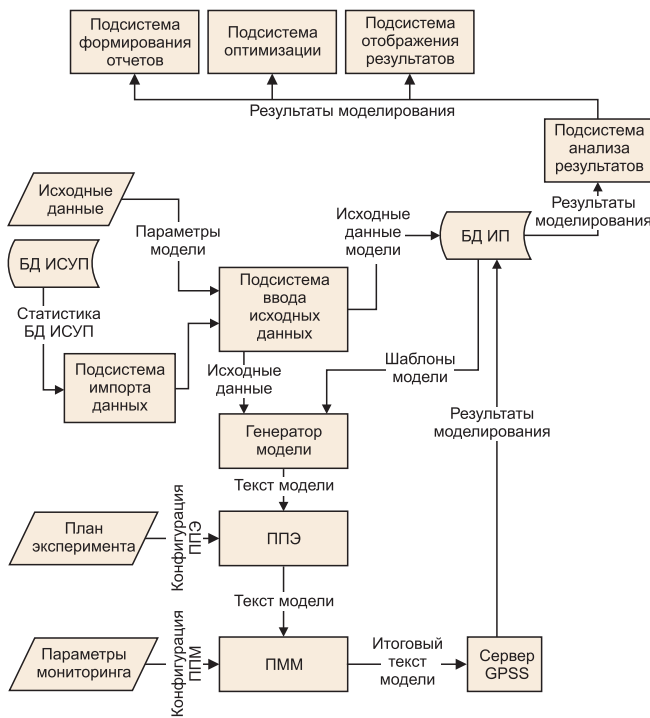 Подсистема
формирования
отчетов
Подсистема
оптимизации
Подсистема
отображения
результатов
Результаты моделирования
Подсистема
анализа
результатов
Исходные
данные
Параметры
модели
Исходные
данные
модели
БД ИП
Результаты
моделирования
БД ИСУП
Подсистема
ввода
исходных
данных
Статистика
БД ИСУП
Подсистема
импорта
данных
Исходные
данные
Шаблоны
модели
Генератор
модели
Результаты
моделирования
Текст модели
План
эксперимента
Конфигурация
ППЭ
ППЭ
Текст модели
Параметры
мониторинга
Конфигурация
ППМ
ПММ
Итоговый
текст
модели
Сервер
GPSS